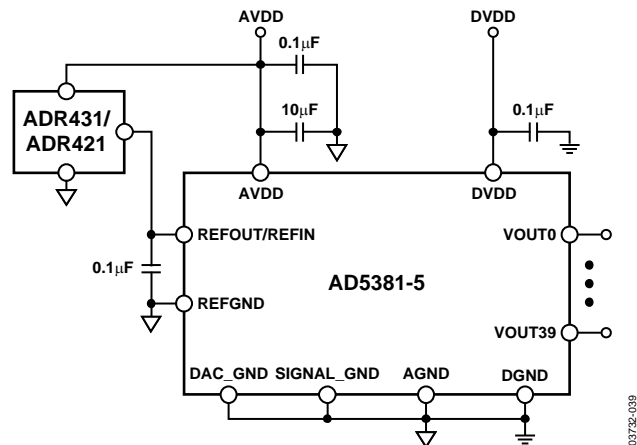 AVDD
DVDD
0.1µF
ADR431/
ADR421
10µF
0.1µF
AVDD
DVDD
REFOUT/REFIN
VOUT0
0.1µF
AD5381-5
REFGND
VOUT39
DAC_GND
SIGNAL_GND
AGND
DGND
03732-039